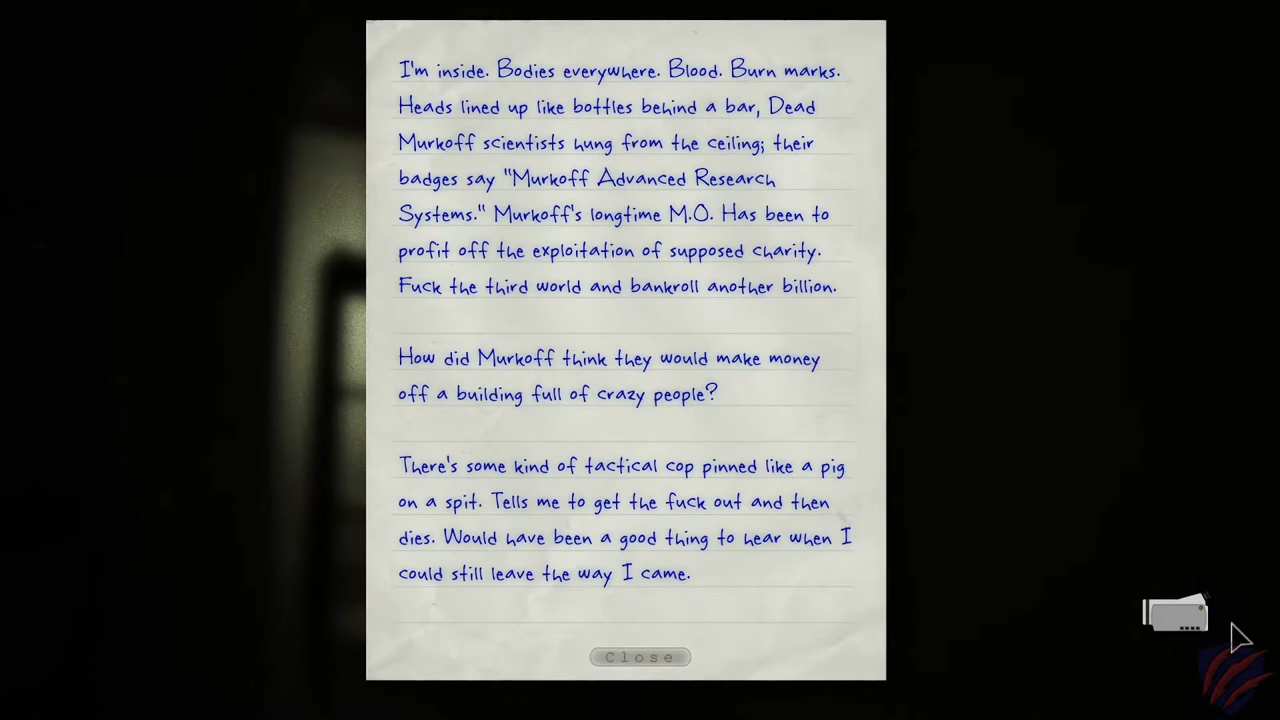 I'm inside. Bodies everywhere. Blood. Burn marks.
Heads lined up like bottles behind a bar, Dead
Murkoff scientists hung from the ceiling; their
badges say "Murkoff Advanced Research
Systems." Murkoff's longtime M.O. Has been to
profit off the exploitation of supposed charity.
Fuck the third world and bankroll another billion.
How did Murkoff think they would make money
off a building full of crazy people?
There's some kind of tactical cop pinned like a pig
on a spit. Tells me to get the fuck out and then
dies. Would have been a good thing to hear when I
could still leave the way I came.
Close